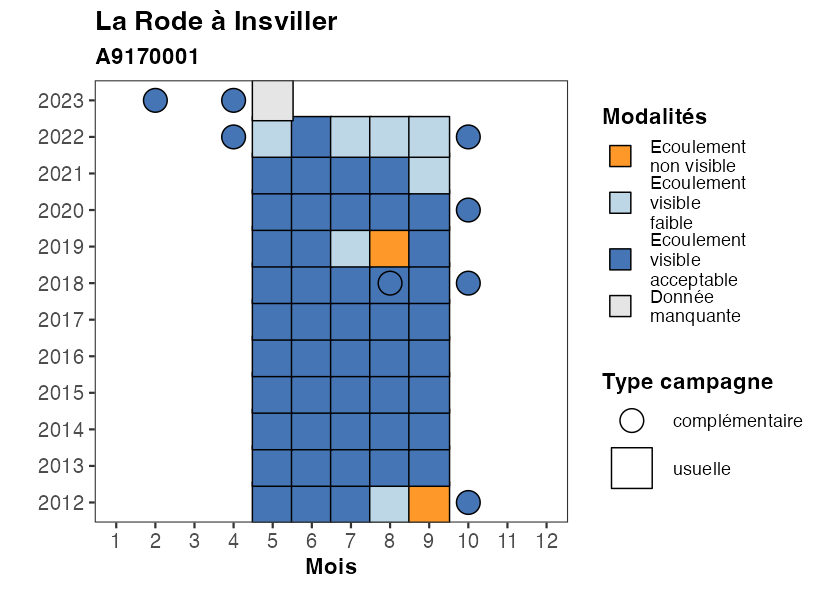 La Rode à Insviller
A9170001
2023
2022
2021
2020
2019
2018
2017
2016
2015
2014
2013
2012
1 2 3 4 5 6 7 8 9 10 11 12
Mois
Modalités
Ecoulement
non visible
Ecoulement
visible
faible
Ecoulement
visible
acceptable
Donnée
manquante
Type campagne
complémentaire
usuelle